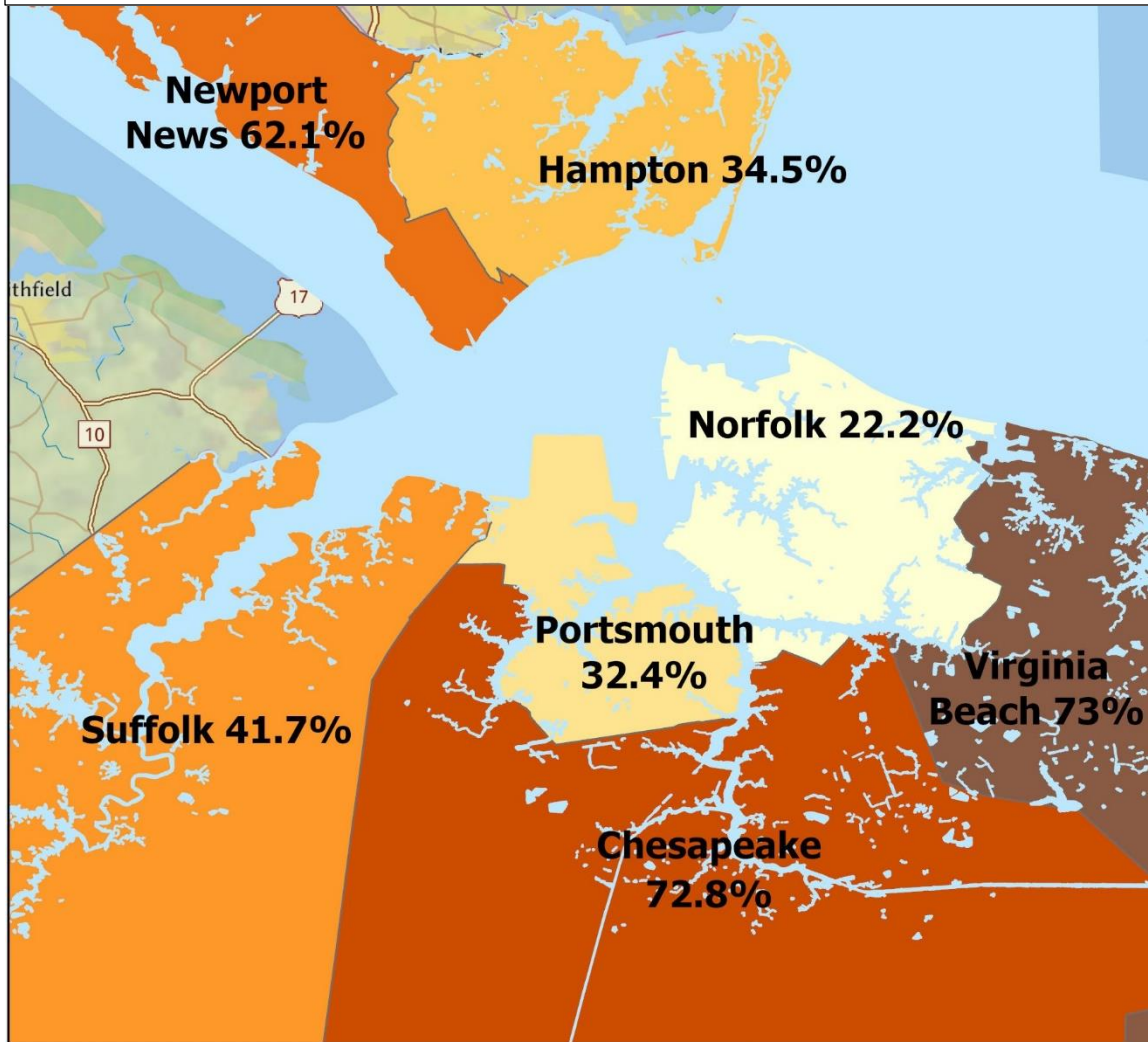 Newport
News 62.1%
Hampton 34.5%
ithfield
17
10
Norfolk 22.2%
Portsmouth
32.4%
Virginia
Beach 73%
Suffolk 41.7%
Chesapeake
72.8%